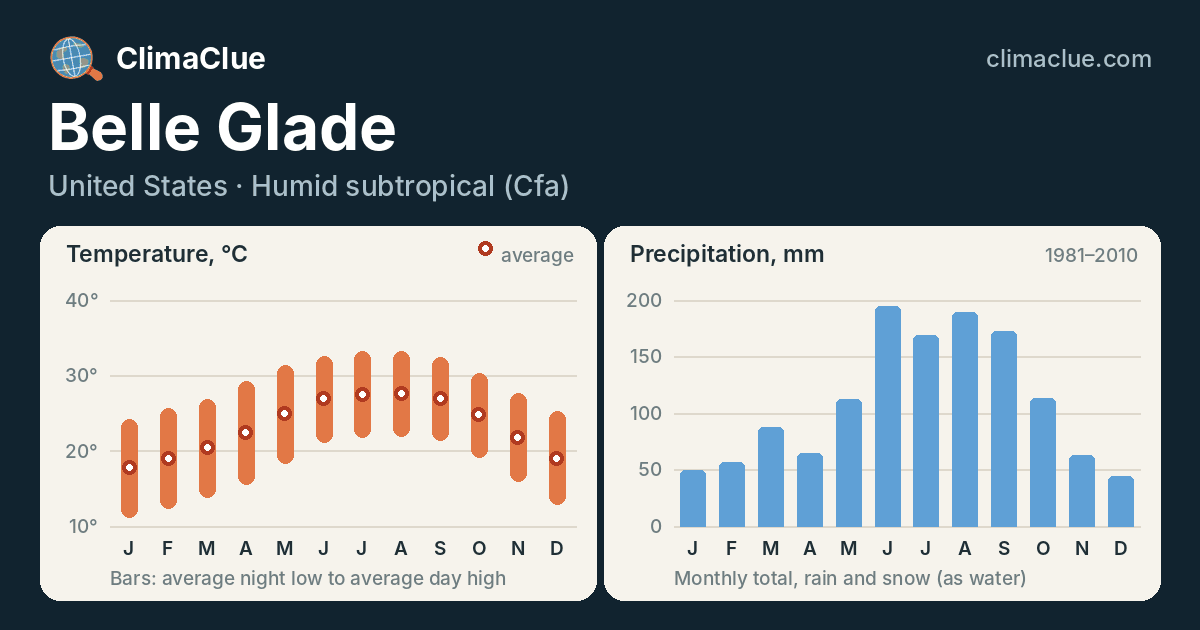 ClimaClue
climaclue.com
Belle Glade
United States · Humid subtropical (Cfa)
Temperature, °C
average
40°
30°
20°
10°
J F M A M J J A S O N D
Bars: average night low to average day high
Precipitation, mm
1981–2010
200
150
100
50
0
J F M A M J J A S O N D
Monthly total, rain and snow (as water)